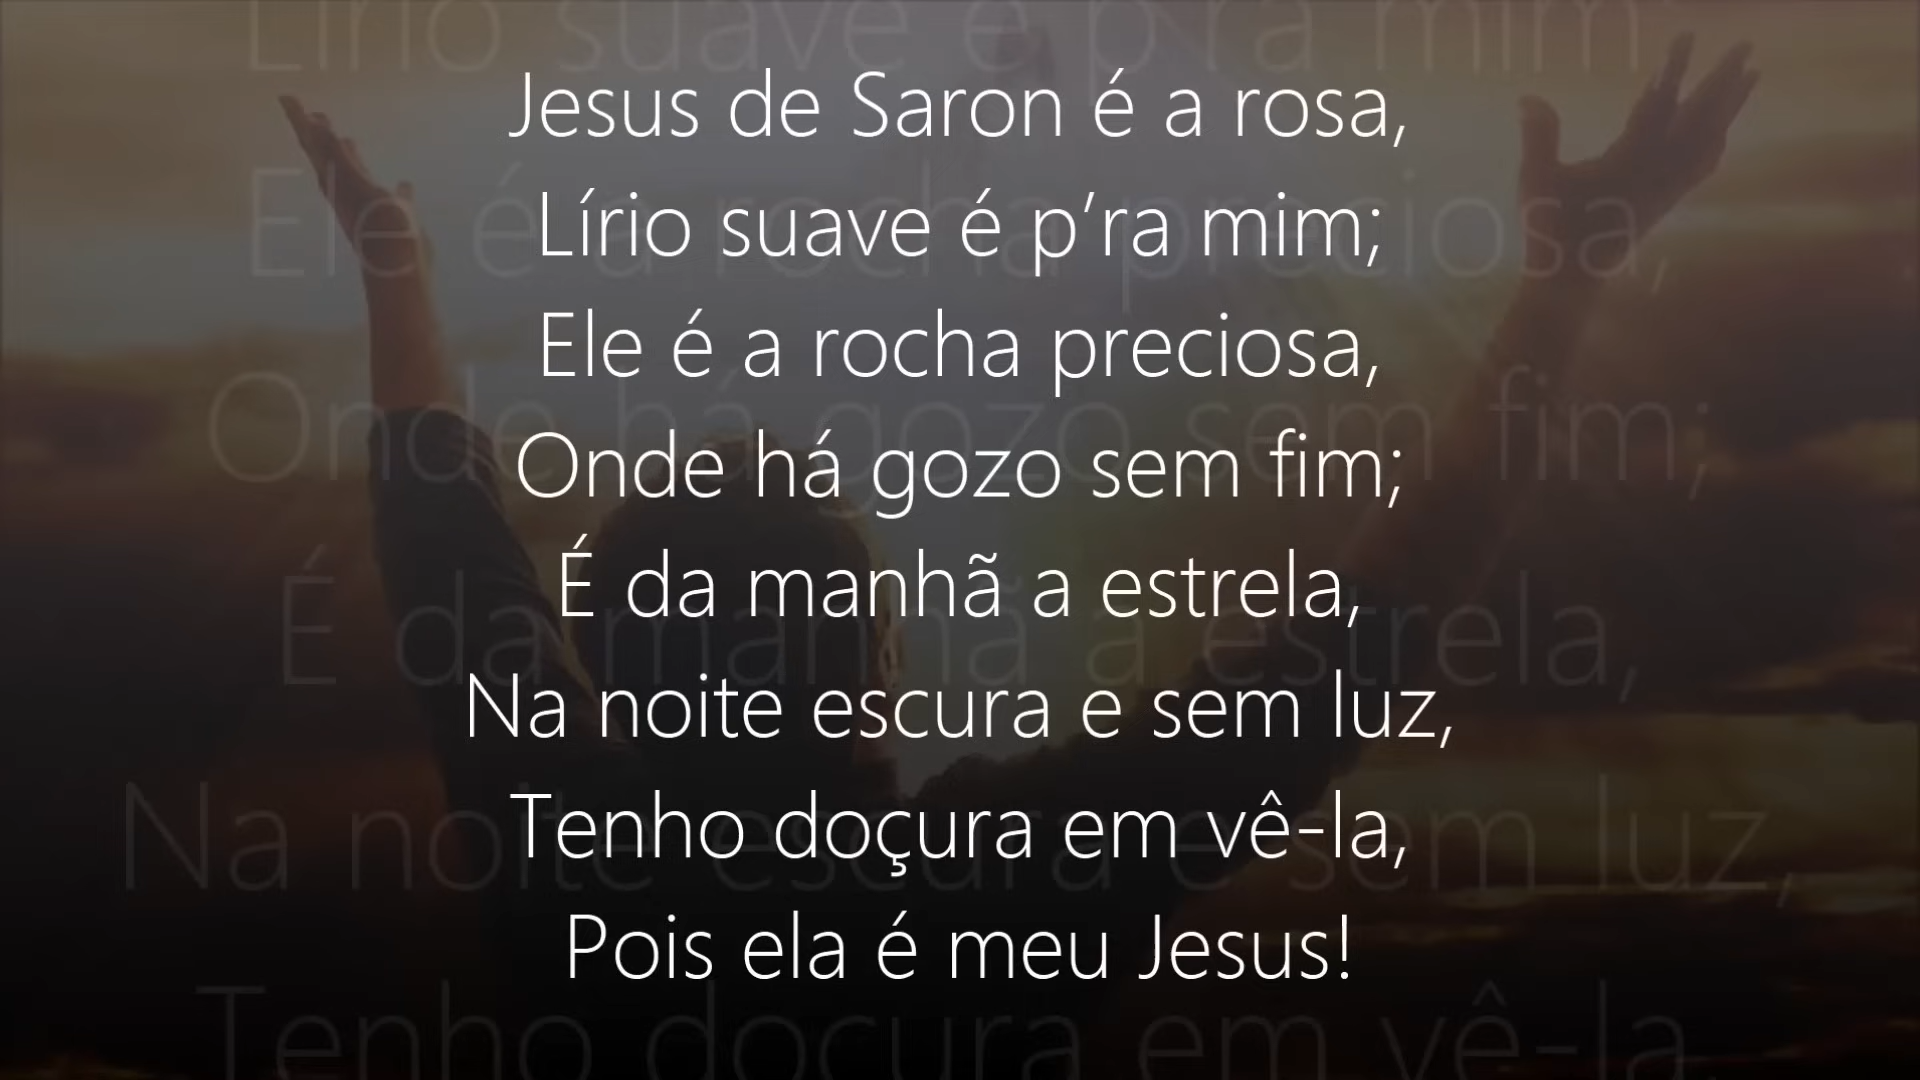 Jesus de Saron é a rosa,
Lírio suave é p’ra mim;
Ele é a rocha preciosa,
Onde há gozo sem fim;
É da manhã a estrela,
Na noite escura e sem luz,
Tenho doçura em vê-la,
Pois ela é meu Jesus!